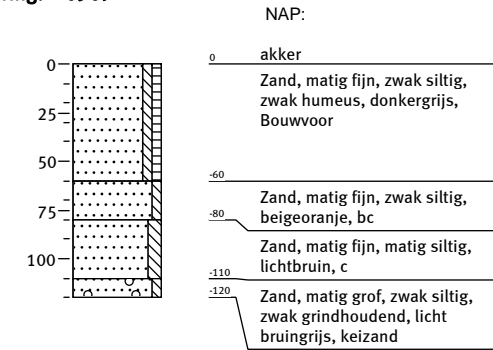 NAP:
0 akker
0
Zand, matig fijn, zwak siltig,
zwak humeus, donkergrijs,
Bouwvoor
25
50
-60
Zand, matig fijn, zwak siltig,
beigeoranje, bc
75
-80
Zand, matig fijn, matig siltig,
lichtbruin, c
100
-110
-120
Zand, matig grof, zwak siltig,
zwak grindhoudend, licht
bruingrijs, keizand